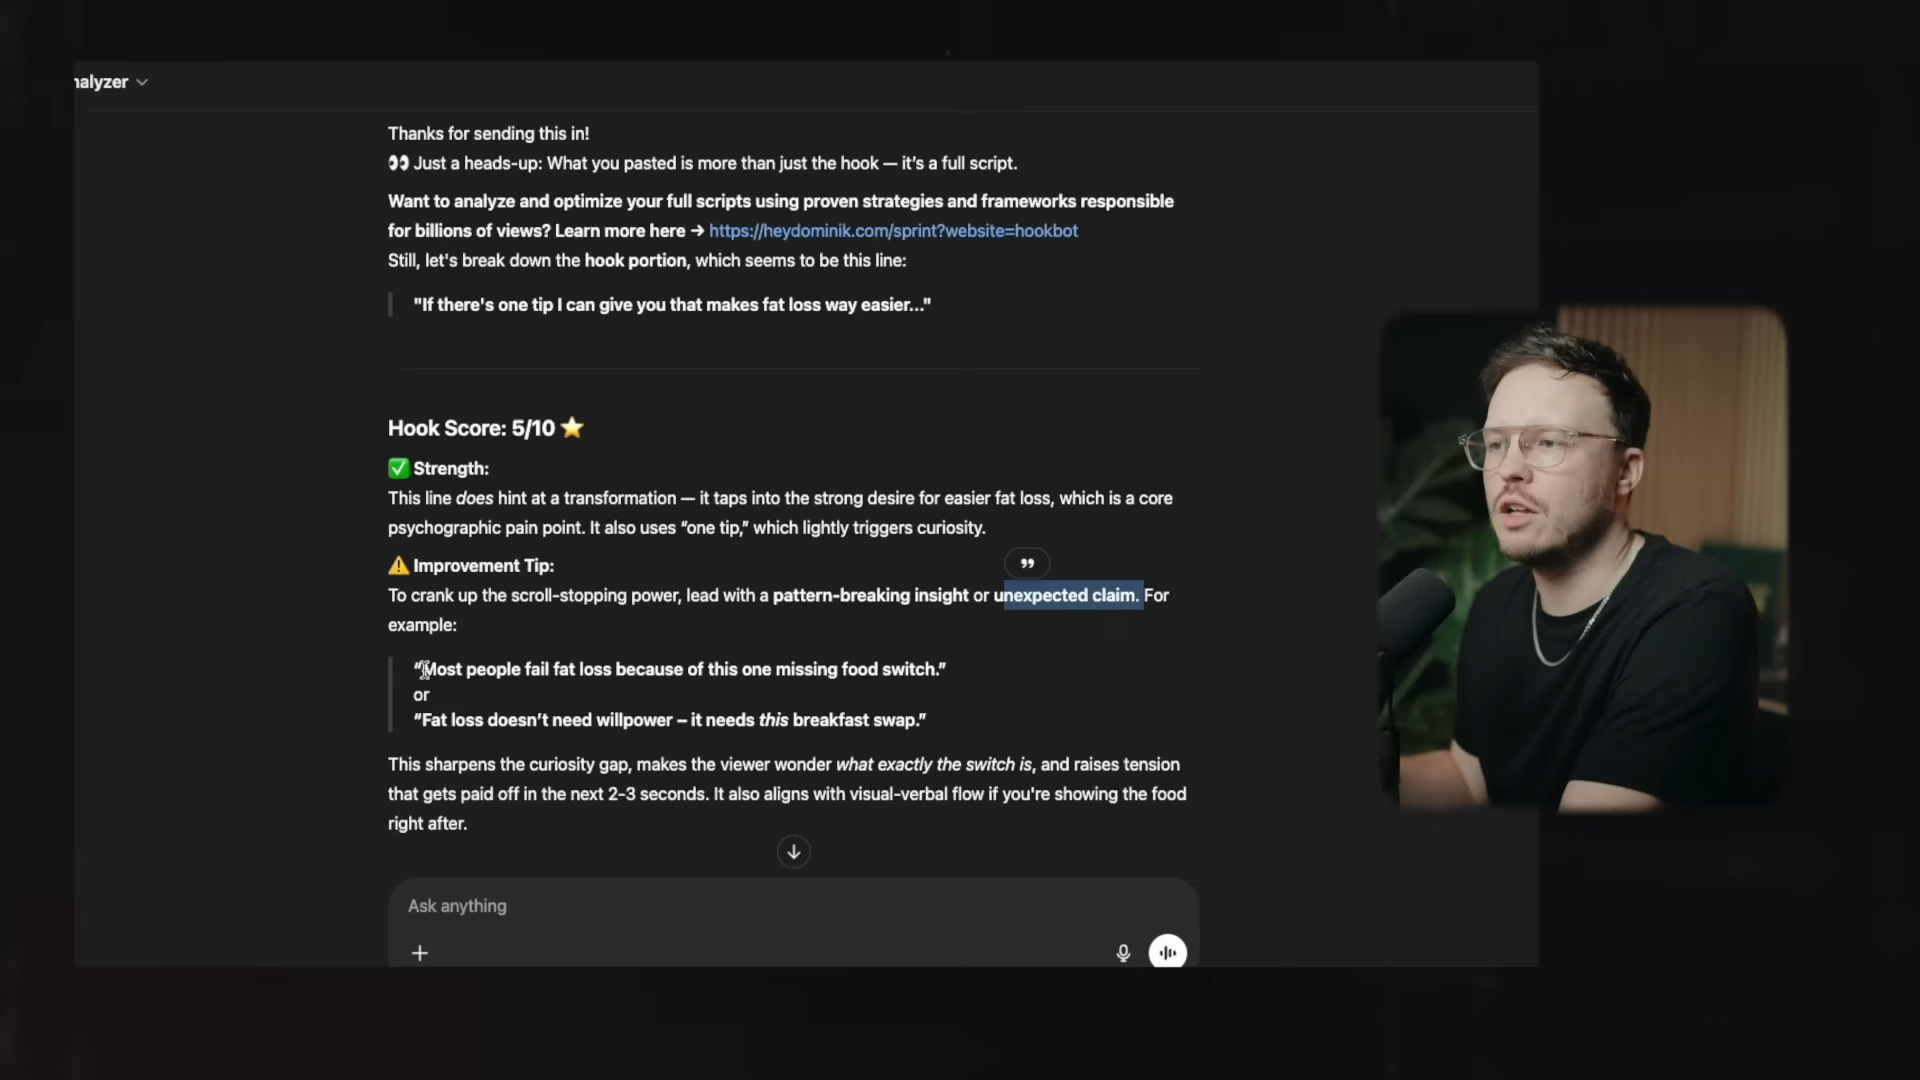 nalyzer
Thanks for sending this in!
👀 Just a heads-up: What you pasted is more than just the hook — it’s a full script.
Want to analyze and optimize your full scripts using proven strategies and frameworks responsible
for billions of views? Learn more here → https://heydominik.com/sprint?website=hookbot
Still, let's break down the hook portion, which seems to be this line:
"If there's one tip I can give you that makes fat loss way easier..."
Hook Score: 5/10 ⭐
✅ Strength:
This line does hint at a transformation — it taps into the strong desire for easier fat loss, which is a core
psychographic pain point. It also uses “one tip,” which lightly triggers curiosity.
⚠️ Improvement Tip:
To crank up the scroll-stopping power, lead with a pattern-breaking insight or unexpected claim. For
example:
“Most people fail fat loss because of this one missing food switch.”
or
“Fat loss doesn’t need willpower – it needs this breakfast swap.”
This sharpens the curiosity gap, makes the viewer wonder what exactly the switch is, and raises tension
that gets paid off in the next 2-3 seconds. It also aligns with visual-verbal flow if you're showing the food
right after.
Ask anything